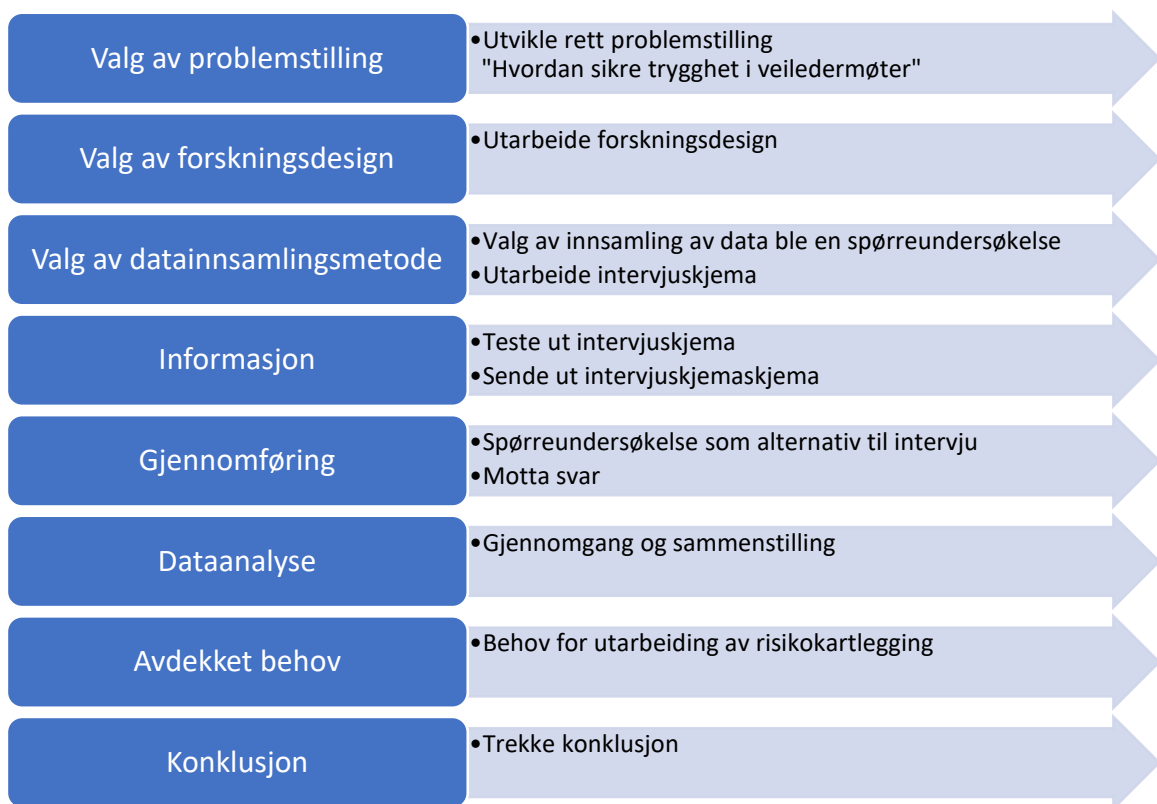 Valg av problemstilling
•Utvikle rett problemstilling
"Hvordan sikre trygghet i veiledermøter"
Valg av forskningsdesign
•Utarbeide forskningsdesign
Valg av datainnsamlingsmetode
•Valg av innsamling av data ble en spørreundersøkelse
•Utarbeide intervjuskjema
Informasjon
•Teste ut intervjuskjema
•Sende ut intervjuskjemaskjema
Gjennomføring
•Spørreundersøkelse som alternativ til intervju
•Motta svar
Dataanalyse
•Gjennomgang og sammenstilling
Avdekket behov
•Behov for utarbeiding av risikokartlegging
Konklusjon
•Trekke konklusjon